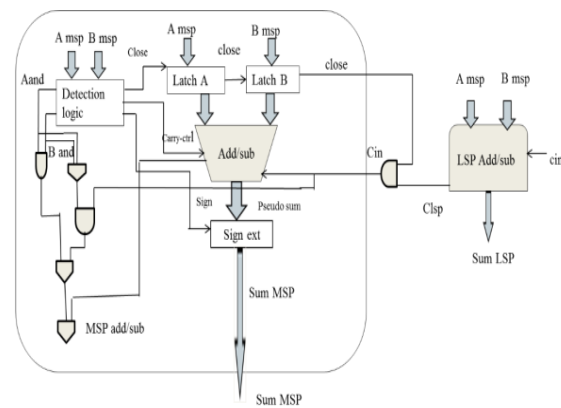 A msp
B msp
Close
A msp
close
B msp
close
Aand
Detection
logic
Latch A
Latch B
A msp
B msp
Carry-ctrl
B and
Add/sub
Cin
LSP Add/sub
cin
Clsp
Sign
Pseudo sum
Sign ext
Sum LSP
Sum MSP
MSP add/sub
Sum MSP